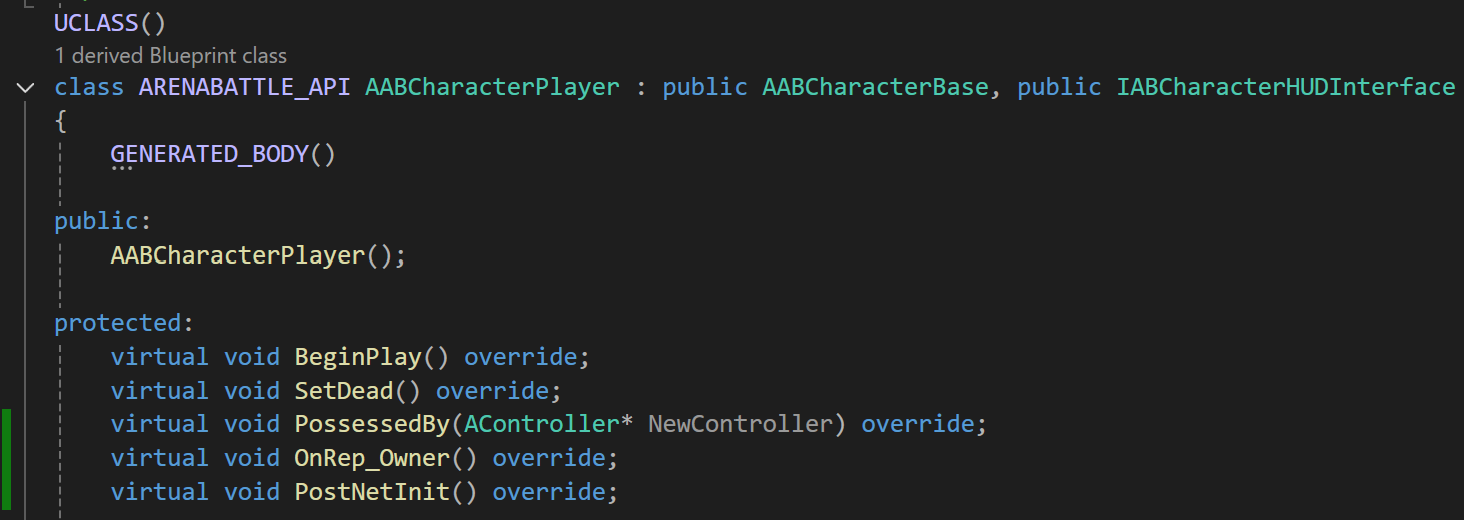 UCLASS()
1 derived Blueprint class
class ARENABATTLE_API AABCharacterPlayer : public AABCharacterBase, public IABCharacterHUDInterface
{
GENERATED_BODY()
public:
AABCharacterPlayer();
protected:
virtual void BeginPlay() override;
virtual void SetDead() override;
virtual void PossessedBy(AController* NewController) override;
virtual void OnRep_Owner() override;
virtual void PostNetInit() override;